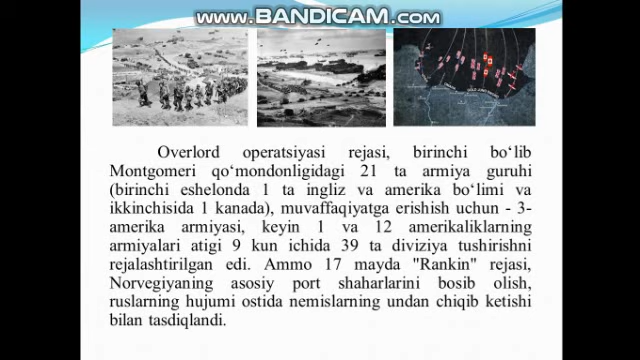 www.BANDICAM.com
Overlord operatsiyasi rejasi, birinchi bo‘lib
Montgomeri qo‘mondonligidagi 21 ta armiya guruhi
(birinchi eshelonda 1 ta ingliz va amerika bo‘limi va
ikkinchisida 1 kanada), muvaffaqiyatga erishish uchun - 3-
amerika armiyasi, keyin 1 va 12 amerikaliklarning
armiyalari atigi 9 kun ichida 39 ta diviziya tushirishni
rejalashtirilgan edi. Ammo 17 mayda "Rankin" rejasi,
Norvegiyaning asosiy port shaharlarini bosib olish,
ruslarning hujumi ostida nemislarning undan chiqib ketishi
bilan tasdiqlandi.